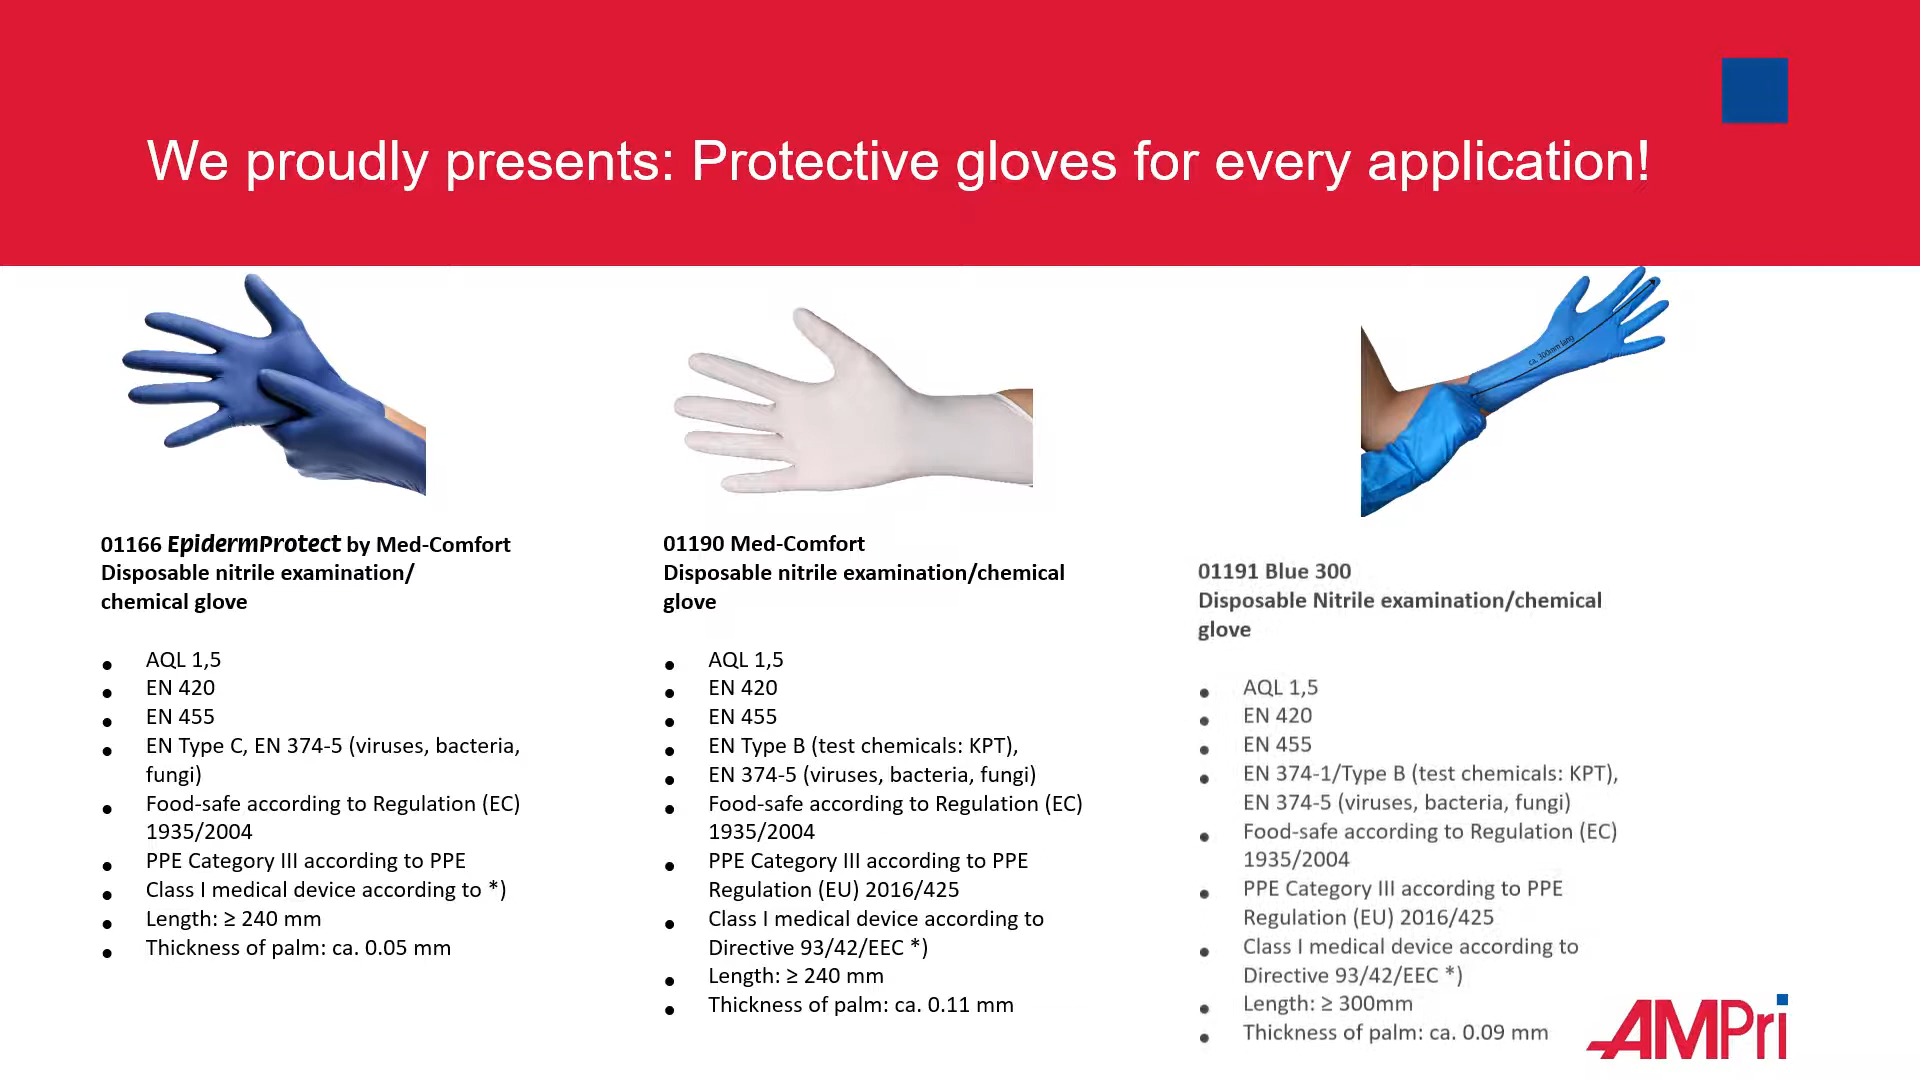 We proudly presents: Protective gloves for every application!
ca. 300mm lang
01166 EpidermProtect by Med-Comfort
Disposable nitrile examination/
chemical glove
• AQL 1,5
• EN 420
• EN 455
• EN Type C, EN 374-5 (viruses, bacteria,
fungi)
• Food-safe according to Regulation (EC)
1935/2004
• PPE Category III according to PPE
• Class I medical device according to *)
• Length: ≥ 240 mm
• Thickness of palm: ca. 0.05 mm
01190 Med-Comfort
Disposable nitrile examination/chemical
glove
• AQL 1,5
• EN 420
• EN 455
• EN Type B (test chemicals: KPT),
• EN 374-5 (viruses, bacteria, fungi)
• Food-safe according to Regulation (EC)
1935/2004
• PPE Category III according to PPE
Regulation (EU) 2016/425
• Class I medical device according to
Directive 93/42/EEC *)
• Length: ≥ 240 mm
• Thickness of palm: ca. 0.11 mm
01191 Blue 300
Disposable Nitrile examination/chemical
glove
• AQL 1,5
• EN 420
• EN 455
• EN 374-1/Type B (test chemicals: KPT),
EN 374-5 (viruses, bacteria, fungi)
• Food-safe according to Regulation (EC)
1935/2004
• PPE Category III according to PPE
Regulation (EU) 2016/425
• Class I medical device according to
Directive 93/42/EEC *)
• Length: ≥ 300mm
• Thickness of palm: ca. 0.09 mm
AMPri